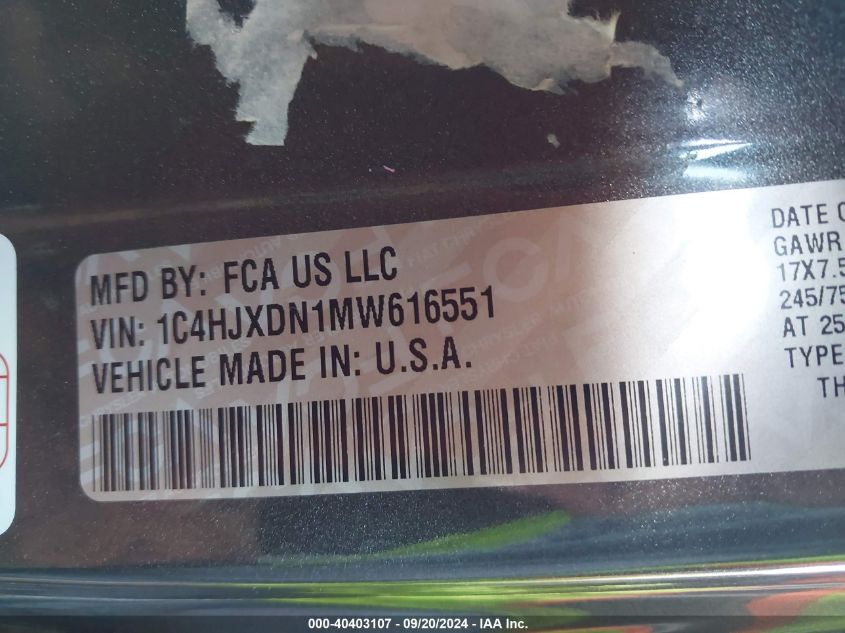 MFD BY: FCA US LLC
VIN: 1C4HJXDN1MW616551
VEHICLE MADE IN: U.S.A.
DATE O
GAWR
17X7.5
245/75
AT 25
TYPE
TH
000-40403107 - 09/20/2024 - IAA Inc.